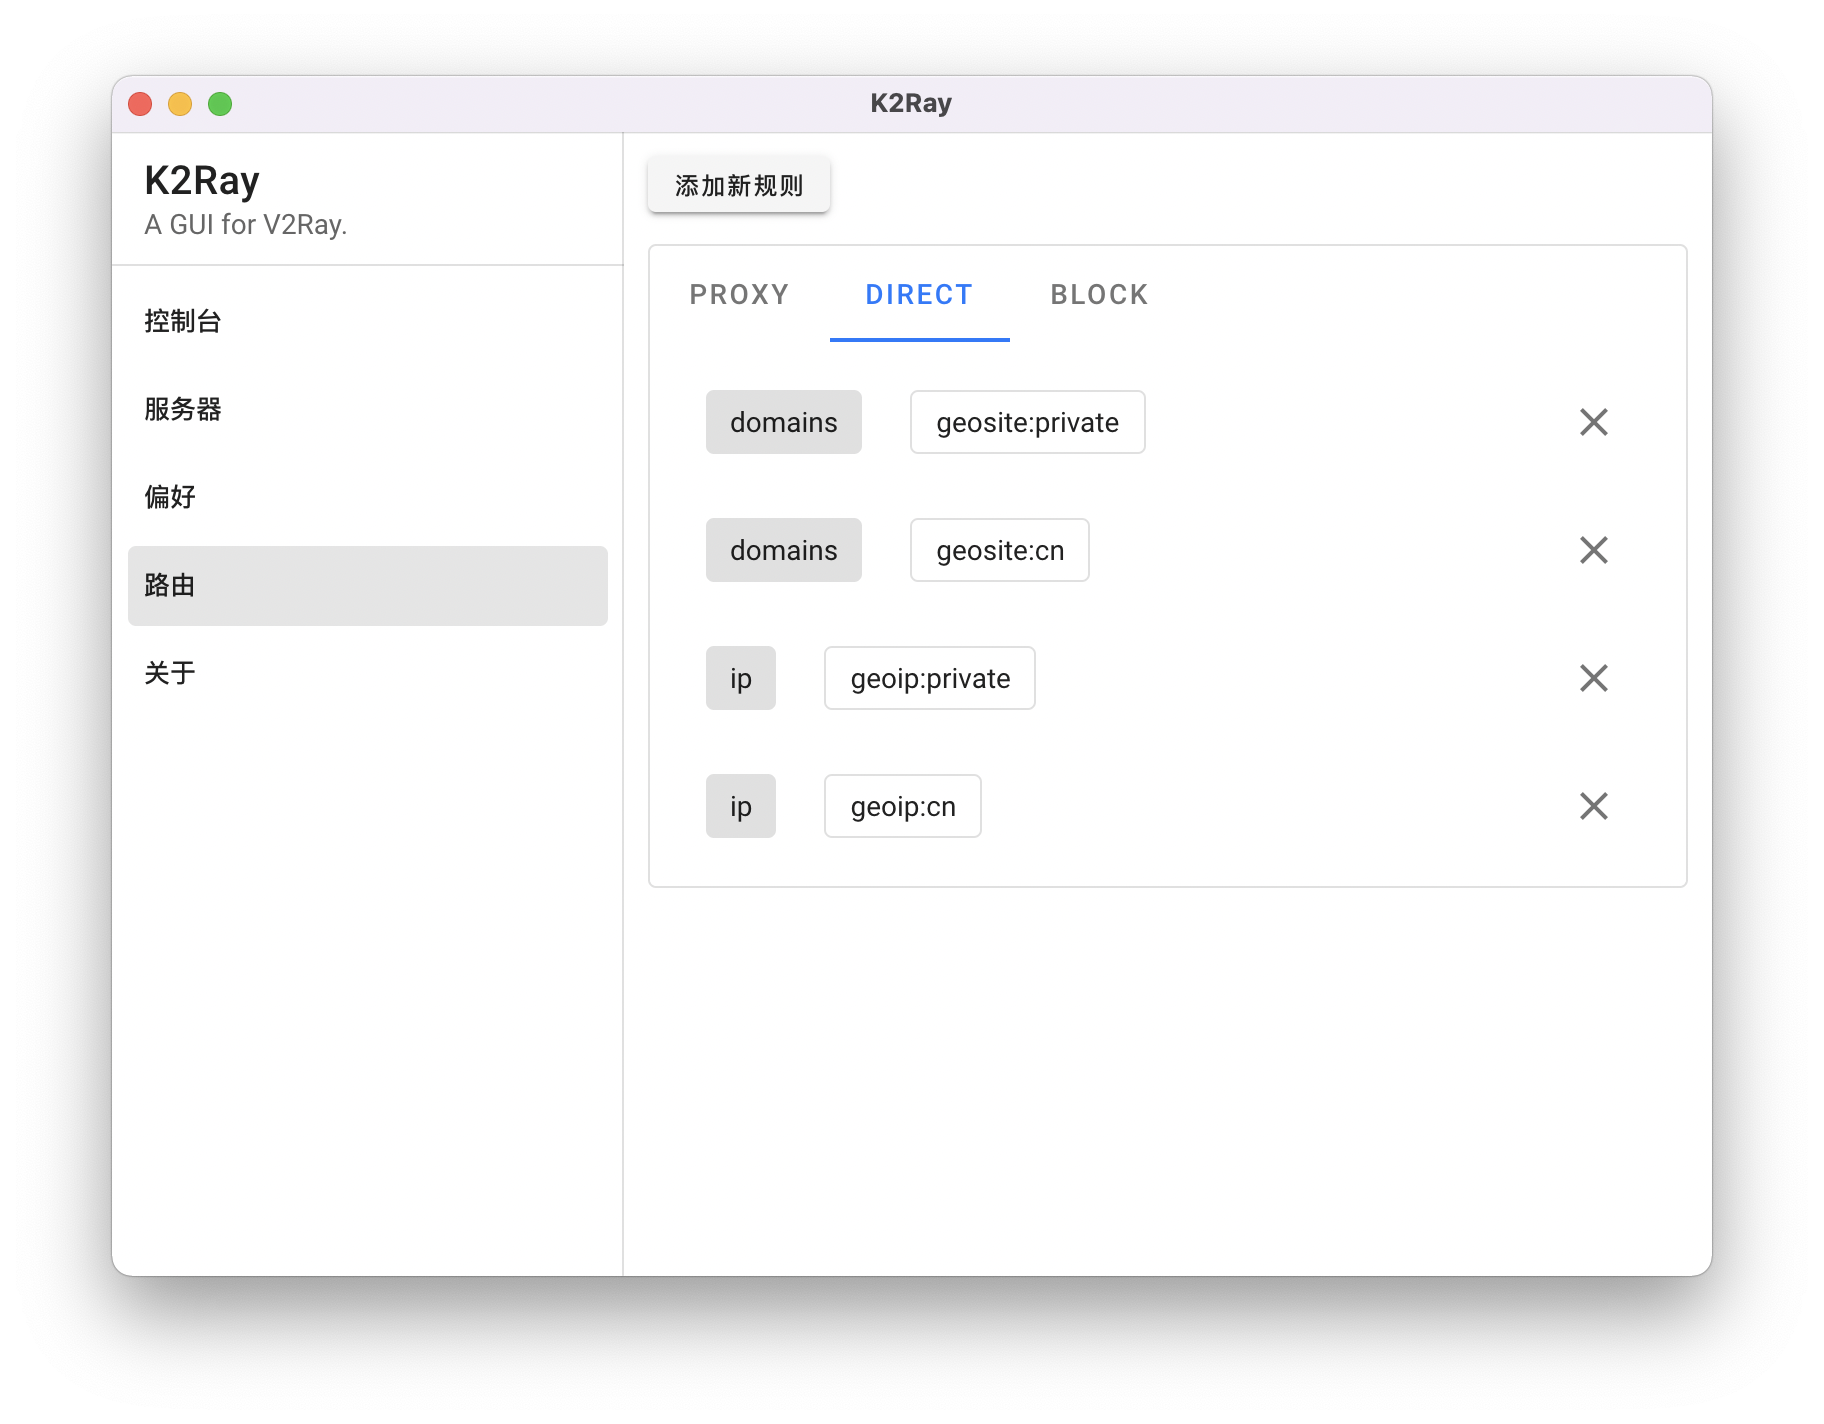 K2Ray
K2Ray
A GUI for V2Ray.
控制台
服务器
偏好
路由
关于
添加新规则
PROXY DIRECT BLOCK
domains geosite:private
domains geosite:cn
ip geoip:private
ip geoip:cn